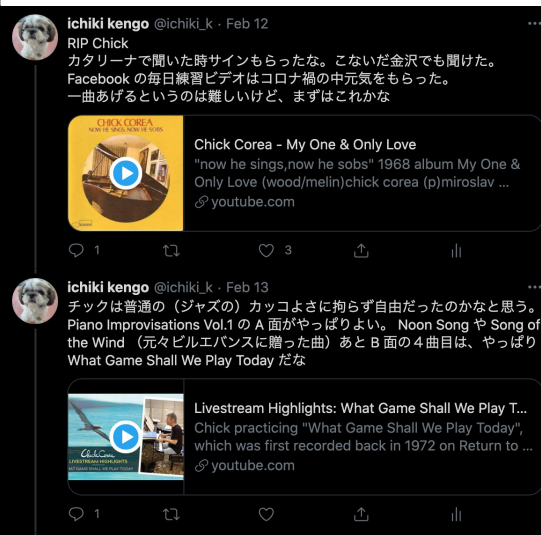 ichiki kengo @ichiki_k · Feb 12
RIP Chick
カタリーナで聞いた時サインもらったな。こないだ金沢でも聞けた。
Facebook の毎日練習ビデオはコロナ禍の中元気をもらった。
一曲あげるというのは難しいけど、まずはこれかな
CHICK COREA
NOW HE SINGS, NOW HE SOBS
Chick Corea - My One & Only Love
"now he sings,now he sobs" 1968 album My One &
Only Love (wood/melin)chick corea (p)miroslav ...
youtube.com
1
3
ichiki kengo @ichiki_k · Feb 13
チックは普通の（ジャズの）カッコよさに拘らず自由だったのかなと思う。
Piano Improvisations Vol.1 の A 面がやっぱりよい。 Noon Song や Song of
the Wind （元々ビルエバンスに贈った曲）あと B 面の４曲目は、やっぱり
What Game Shall We Play Today だな
Chick Corea
LIVESTREAM HIGHLIGHTS
WHAT GAME SHALL WE PLAY TODAY
Livestream Highlights: What Game Shall We Play T...
Chick practicing "What Game Shall We Play Today",
which was first recorded back in 1972 on Return to ...
youtube.com
1